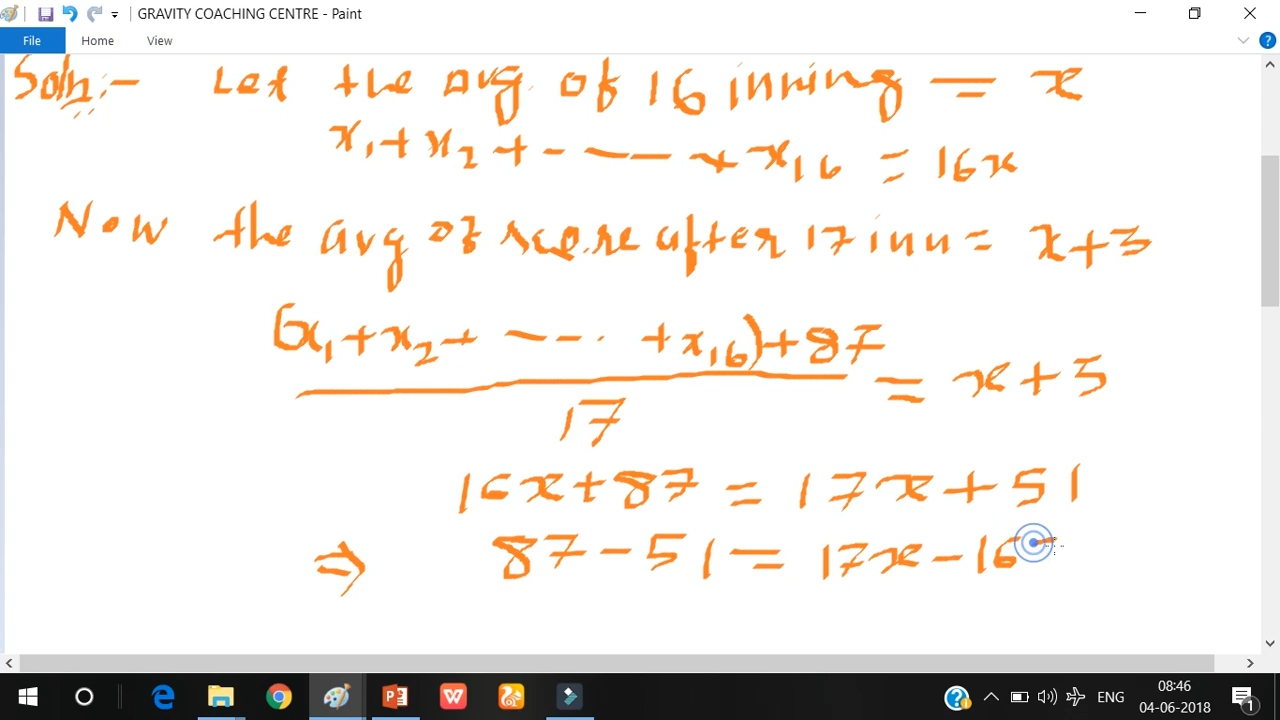 GRAVITY COACHING CENTRE - Paint
File Home View
Soln:- Let the avg. of 16 inning = x
x₁ + x₂ + - — — + x₁₆ = 16x
Now the avg of score after 17 inn = x+3
(x₁ + x₂ + - - - . + x₁₆) + 87
= x + 5
17
16x + 87 = 17x + 51
⇒ 87 - 51 = 17x - 16
ENG
08:46
04-06-2018
1